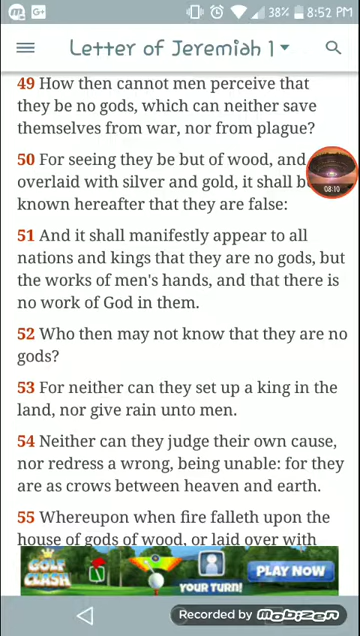 38% 8:52 PM
Letter of Jeremiah 1
49 How then cannot men perceive that
they be no gods, which can neither save
themselves from war, nor from plague?
50 For seeing they be but of wood, and
overlaid with silver and gold, it shall b
known hereafter that they are false:
08:10
51 And it shall manifestly appear to all
nations and kings that they are no gods, but
the works of men's hands, and that there is
no work of God in them.
52 Who then may not know that they are no
gods?
53 For neither can they set up a king in the
land, nor give rain unto men.
54 Neither can they judge their own cause,
nor redress a wrong, being unable: for they
are as crows between heaven and earth.
55 Whereupon when fire falleth upon the
house of gods of wood, or laid over with
GOLF
CLASH
YOUR TURN!
PLAY NOW
Recorded by mobizen